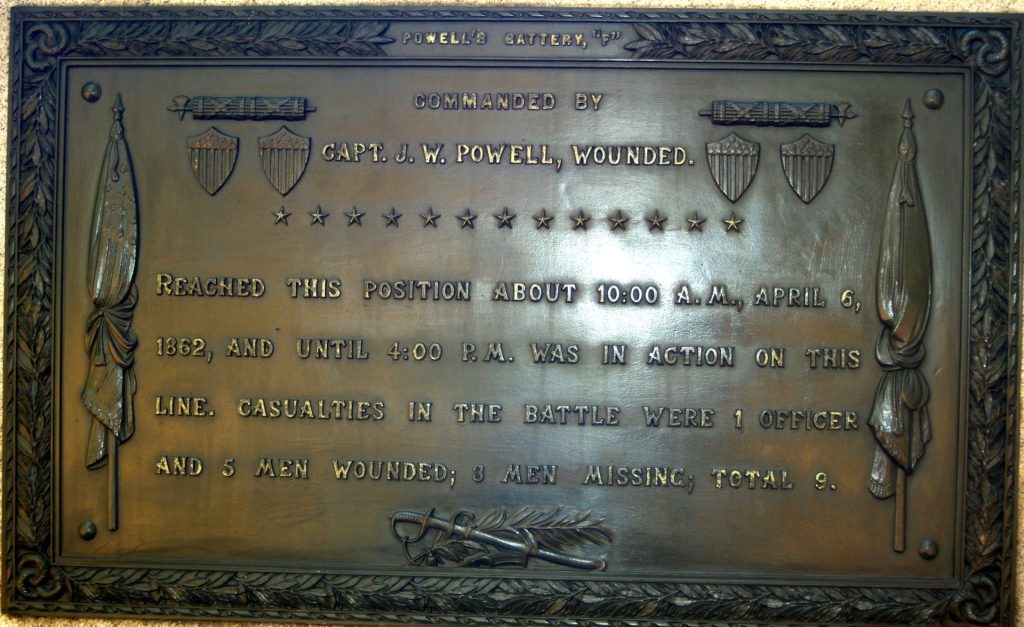 POWELL'S BATTERY, "F"
COMMANDED BY
CAPT. J. W. POWELL, WOUNDED.
REACHED THIS POSITION ABOUT 10:00 A. M., APRIL 6,
1862, AND UNTIL 4:00 P.M. WAS IN ACTION ON THIS
LINE. CASUALTIES IN THE BATTLE WERE 1 OFFICER
AND 5 MEN WOUNDED; 3 MEN MISSING; TOTAL 9.